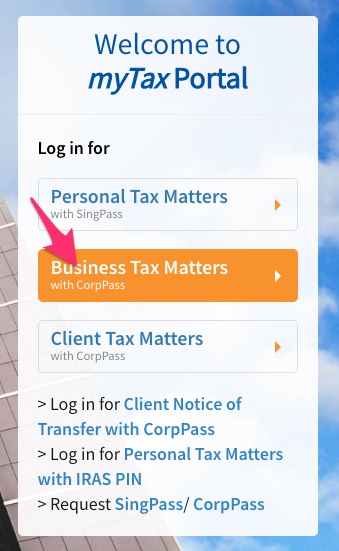 Welcome to
myTax Portal
Log in for
Personal Tax Matters
with SingPass
Business Tax Matters
with CorpPass
Client Tax Matters
with CorpPass
> Log in for Client Notice of
Transfer with CorpPass
> Log in for Personal Tax Matters
with IRAS PIN
> Request SingPass/ CorpPass